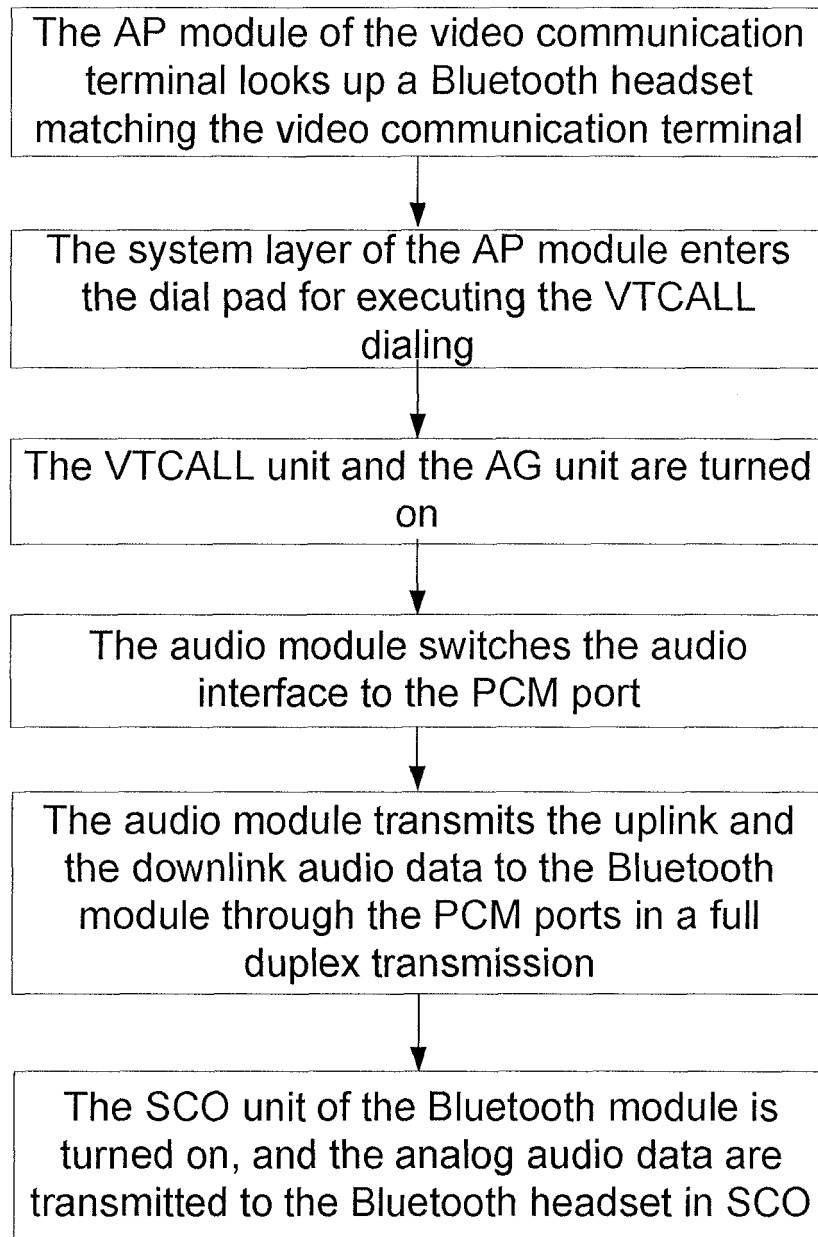 The AP module of the video communication
terminal looks up a Bluetooth headset
matching the video communication terminal
The system layer of the AP module enters
the dial pad for executing the VTCALL
dialing
The VTCALL unit and the AG unit are turned
on
The audio module switches the audio
interface to the PCM port
The audio module transmits the uplink and
the downlink audio data to the Bluetooth
module through the PCM ports in a full
duplex transmission
The SCO unit of the Bluetooth module is
turned on, and the analog audio data are
transmitted to the Bluetooth headset in SCO